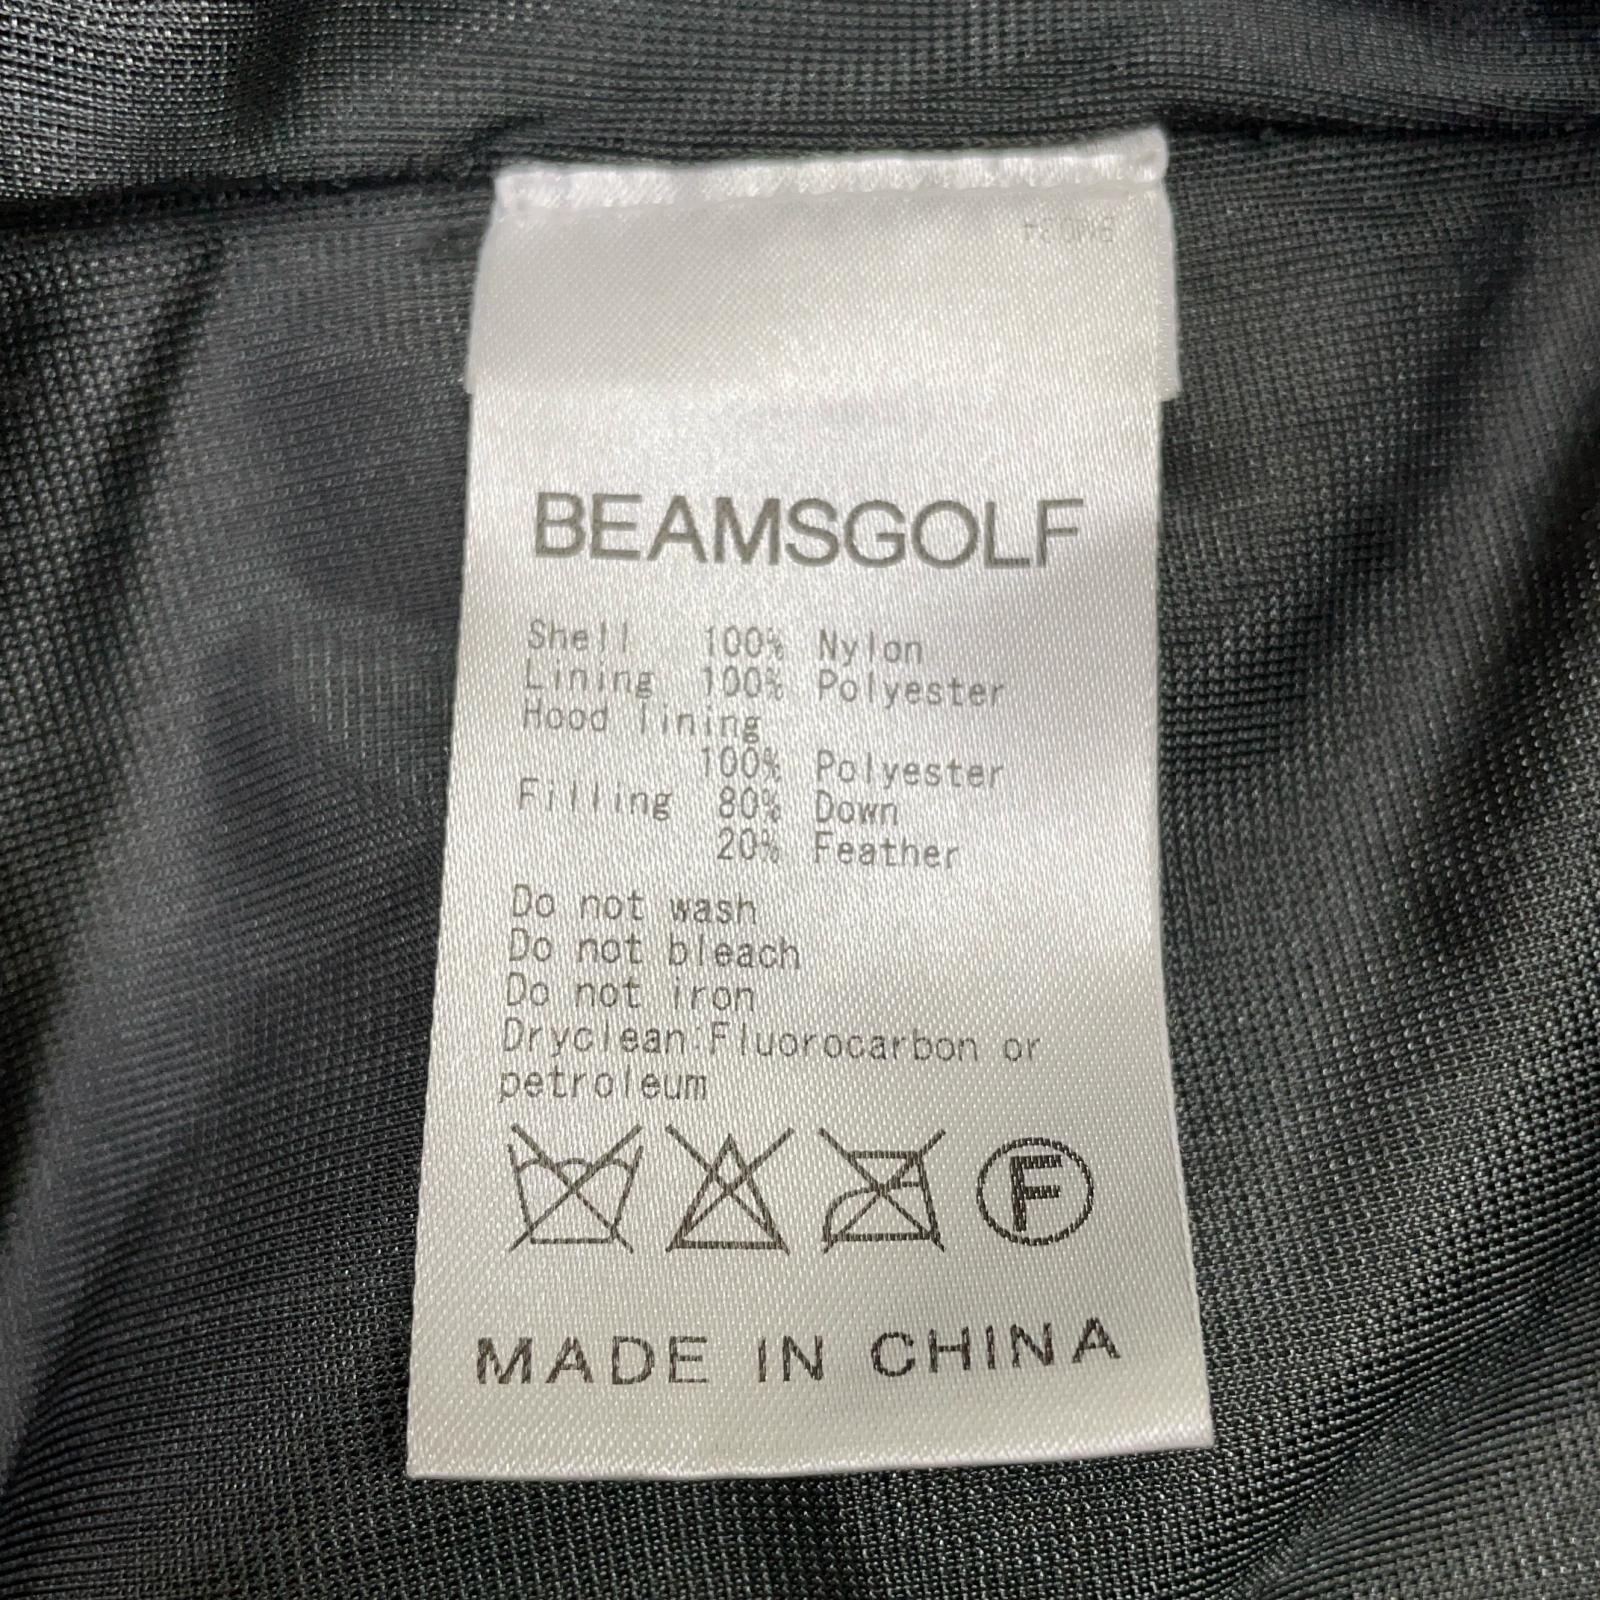 BEAMSGOLF
Shell 100% Nylon
Lining 100% Polyester
Hood lining
100% Polyester
Filling 80% Down
20% Feather
Do not wash
Do not bleach
Do not iron
Dryclean:Fluorocarbon or
petroleum
F
MADE IN CHINA